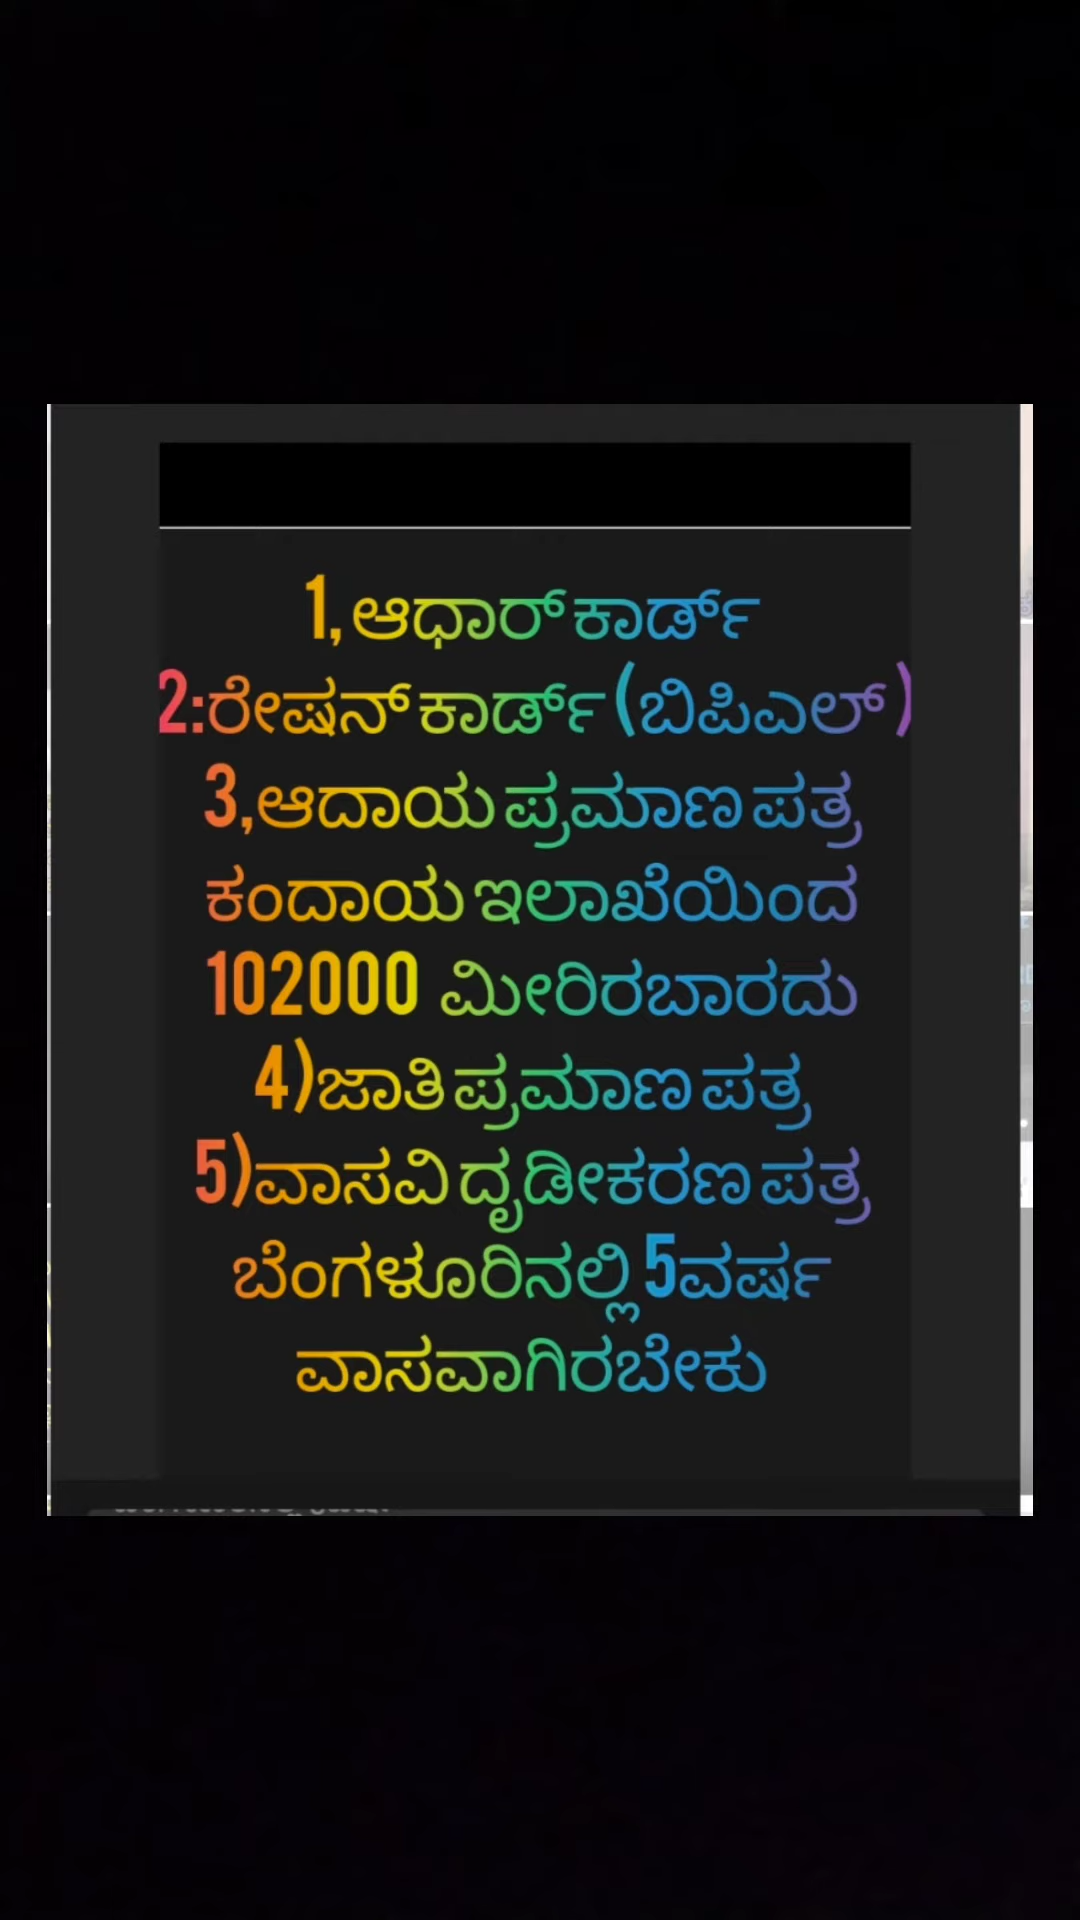 1,ಆಧಾರ್ ಕಾರ್ಡ್
2:ರೇಷನ್ ಕಾರ್ಡ್ (ಬಿಪಿಎಲ್)
3,ಆದಾಯ ಪ್ರಮಾಣ ಪತ್ರ
ಕಂದಾಯ ಇಲಾಖೆಯಿಂದ
102000 ಮೀರಿರಬಾರದು
4)ಜಾತಿ ಪ್ರಮಾಣ ಪತ್ರ
5)ವಾಸವಿ ದೃಡೀಕರಣ ಪತ್ರ
ಬೆಂಗಳೂರಿನಲ್ಲಿ 5ವರ್ಷ
ವಾಸವಾಗಿರಬೇಕು